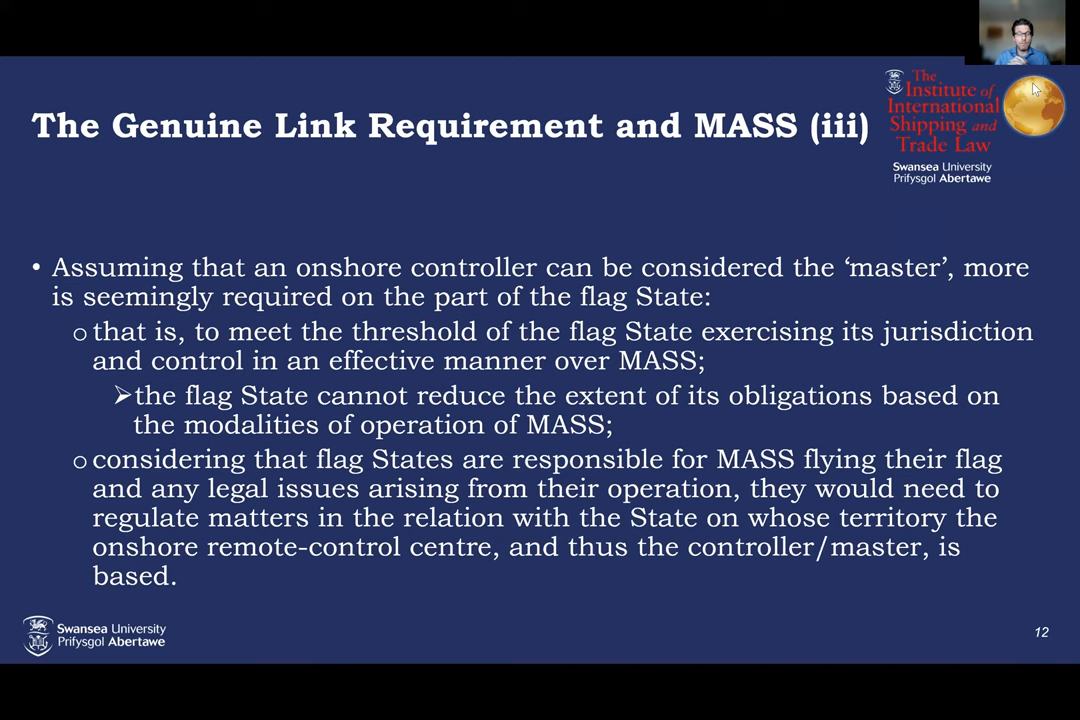 The Genuine Link Requirement and MASS (iii)
The
Institute of
International
Shipping and
Trade Law
Swansea University
Prifysgol Abertawe
• Assuming that an onshore controller can be considered the ‘master’, more
is seemingly required on the part of the flag State:
o that is, to meet the threshold of the flag State exercising its jurisdiction
and control in an effective manner over MASS;
➢the flag State cannot reduce the extent of its obligations based on
the modalities of operation of MASS;
o considering that flag States are responsible for MASS flying their flag
and any legal issues arising from their operation, they would need to
regulate matters in the relation with the State on whose territory the
onshore remote-control centre, and thus the controller/master, is
based.
Swansea University
Prifysgol Abertawe
12